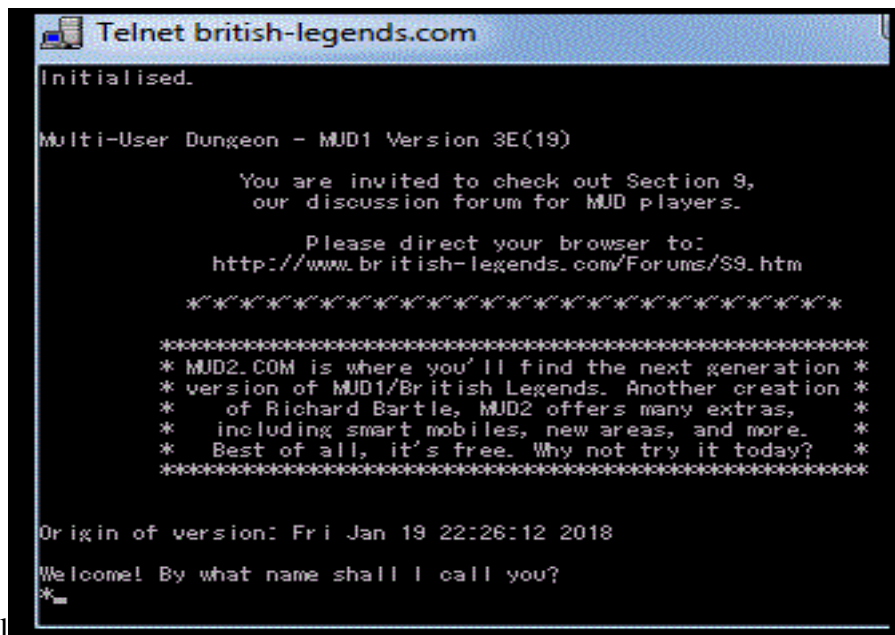 Telnet british-legends.com
Initialised.
Multi-User Dungeon - MUD1 Version 3E(19)
You are invited to check out Section 9,
our discussion forum for MUD players.
Please direct your browser to:
http://www.british-legends.com/Forums/S9.htm
*~*~*~*~*~*~*~*~*~*~*~*~*~*~*~*~*~*~*~*~*~*~*~*~*
*****************************************************
* MUD2.COM is where you'll find the next generation *
* version of MUD1/British Legends. Another creation *
* of Richard Bartle, MUD2 offers many extras, *
* including smart mobiles, new areas, and more. *
* Best of all, it's free. Why not try it today? *
*****************************************************
Origin of version: Fri Jan 19 22:26:12 2018
Welcome! By what name shall I call you?
*_